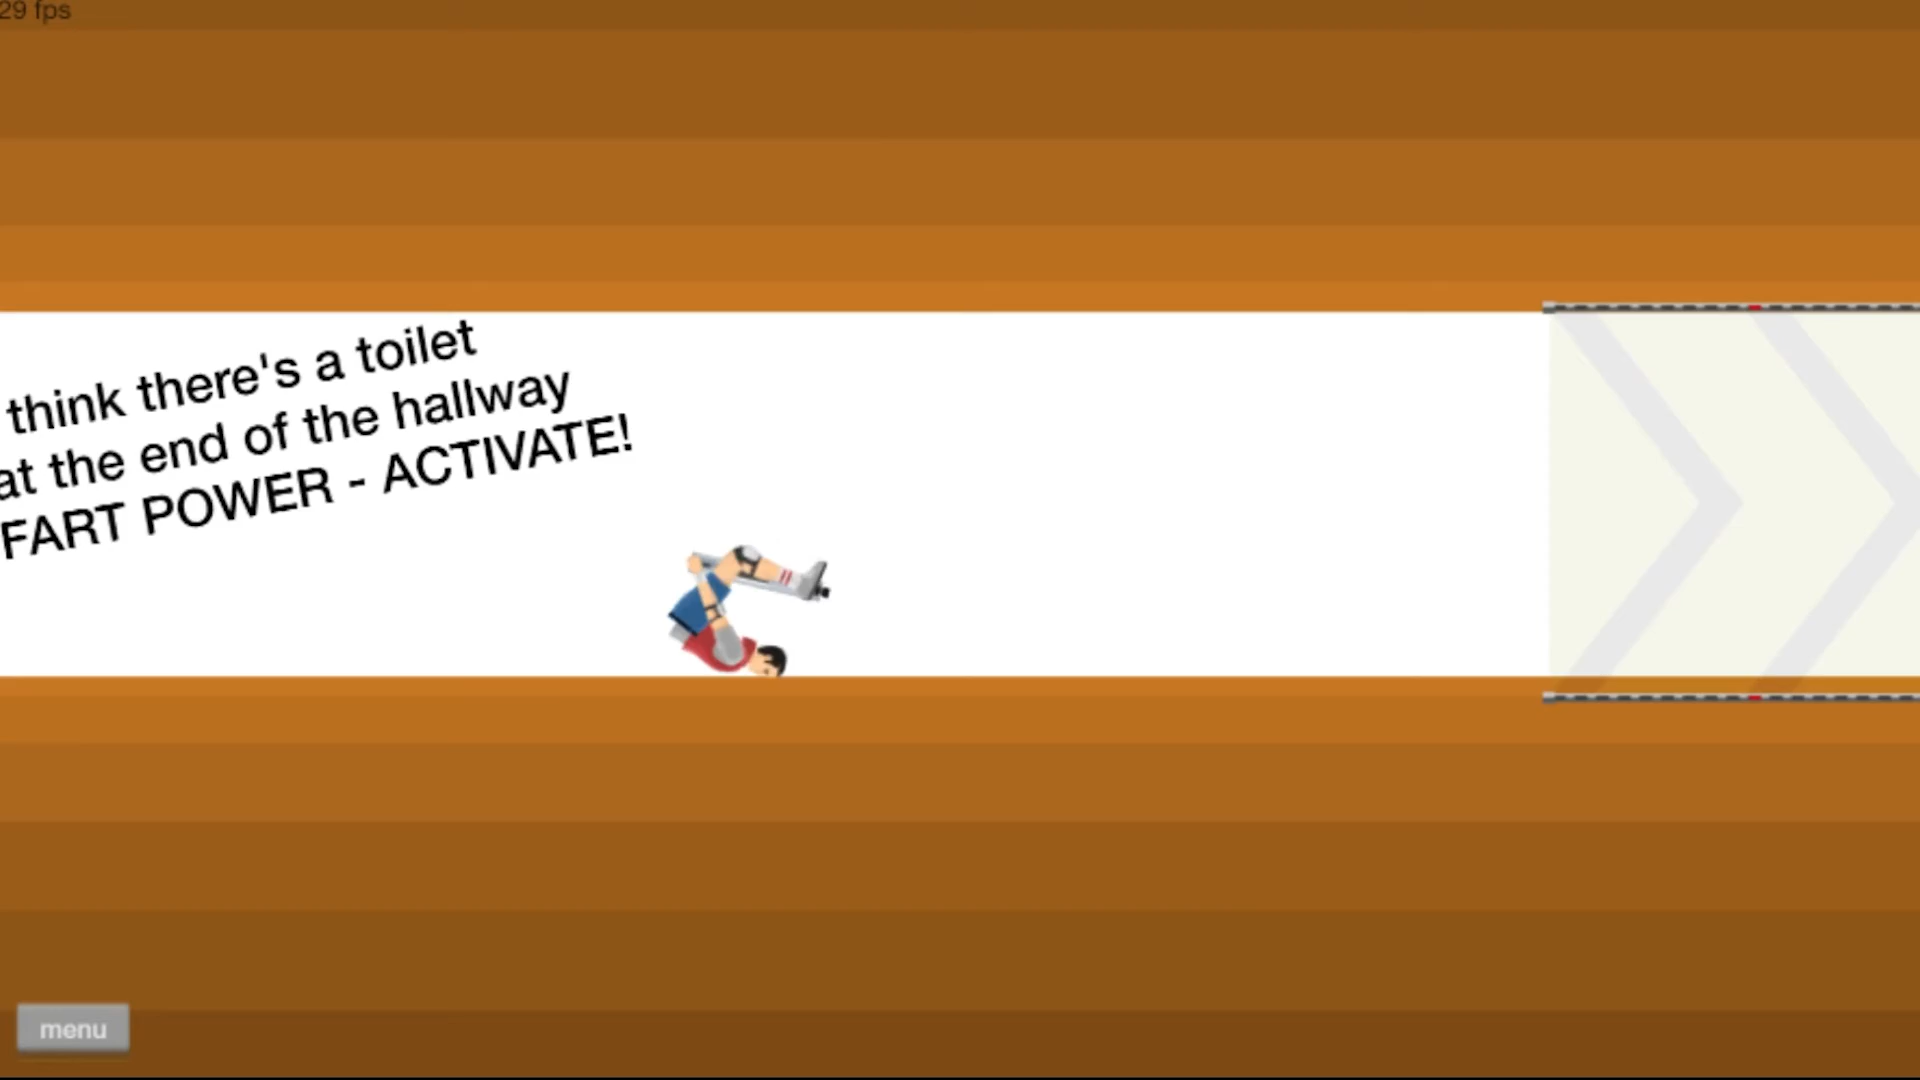 29 fps
think there's a toilet
at the end of the hallway
FART POWER - ACTIVATE!
menu